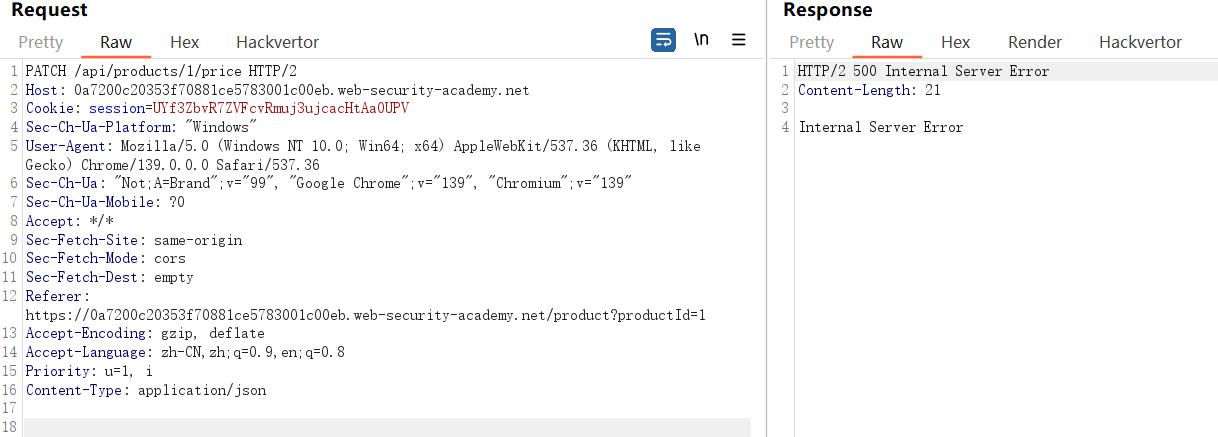 Request
Pretty Raw Hex Hackvertor \n
1 PATCH /api/products/1/price HTTP/2
2 Host: 0a7200c20353f70881ce5783001c00eb.web-security-academy.net
3 Cookie: session=UYf3ZbvR7ZVFcvRmuj3ujcacHtAa0UPV
4 Sec-Ch-Ua-Platform: "Windows"
5 User-Agent: Mozilla/5.0 (Windows NT 10.0; Win64; x64) AppleWebKit/537.36 (KHTML, like
Gecko) Chrome/139.0.0.0 Safari/537.36
6 Sec-Ch-Ua: "Not;A=Brand";v="99", "Google Chrome";v="139", "Chromium";v="139"
7 Sec-Ch-Ua-Mobile: ?0
8 Accept: */*
9 Sec-Fetch-Site: same-origin
10 Sec-Fetch-Mode: cors
11 Sec-Fetch-Dest: empty
12 Referer:
https://0a7200c20353f70881ce5783001c00eb.web-security-academy.net/product?productId=1
13 Accept-Encoding: gzip, deflate
14 Accept-Language: zh-CN,zh;q=0.9,en;q=0.8
15 Priority: u=1, i
16 Content-Type: application/json
17
18
Response
Pretty Raw Hex Render Hackvertor
1 HTTP/2 500 Internal Server Error
2 Content-Length: 21
3
4 Internal Server Error